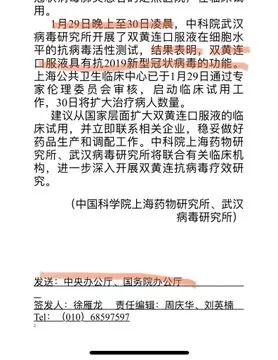 1月29日晚上至30日凌晨，中科院武汉
病毒研究所开展了双黄连口服液在细胞水
平的抗病毒活性测试，结果表明，双黄连
口服液具有抗2019新型冠状病毒的功能。
上海公共卫生临床中心已于1月29日通过专
家伦理委员会审核，启动临床试用工
作，30日将扩大治疗病人数量。
建议从国家层面扩大双黄连口服液的临
床试用，并立即联系相关企业，稳妥做好
药品生产和调配工作。中科院上海药物研
究所、武汉病毒研究所将联合有关临床机
构，进一步深入开展双黄连抗病毒疗效研
究。
（中国科学院上海药物研究所、武汉
病毒研究所）
发送：中央办公厅、国务院办公厅
签发人：徐雁龙 责任编辑：周庆华、刘英楠
Tel：（010）68597597
2